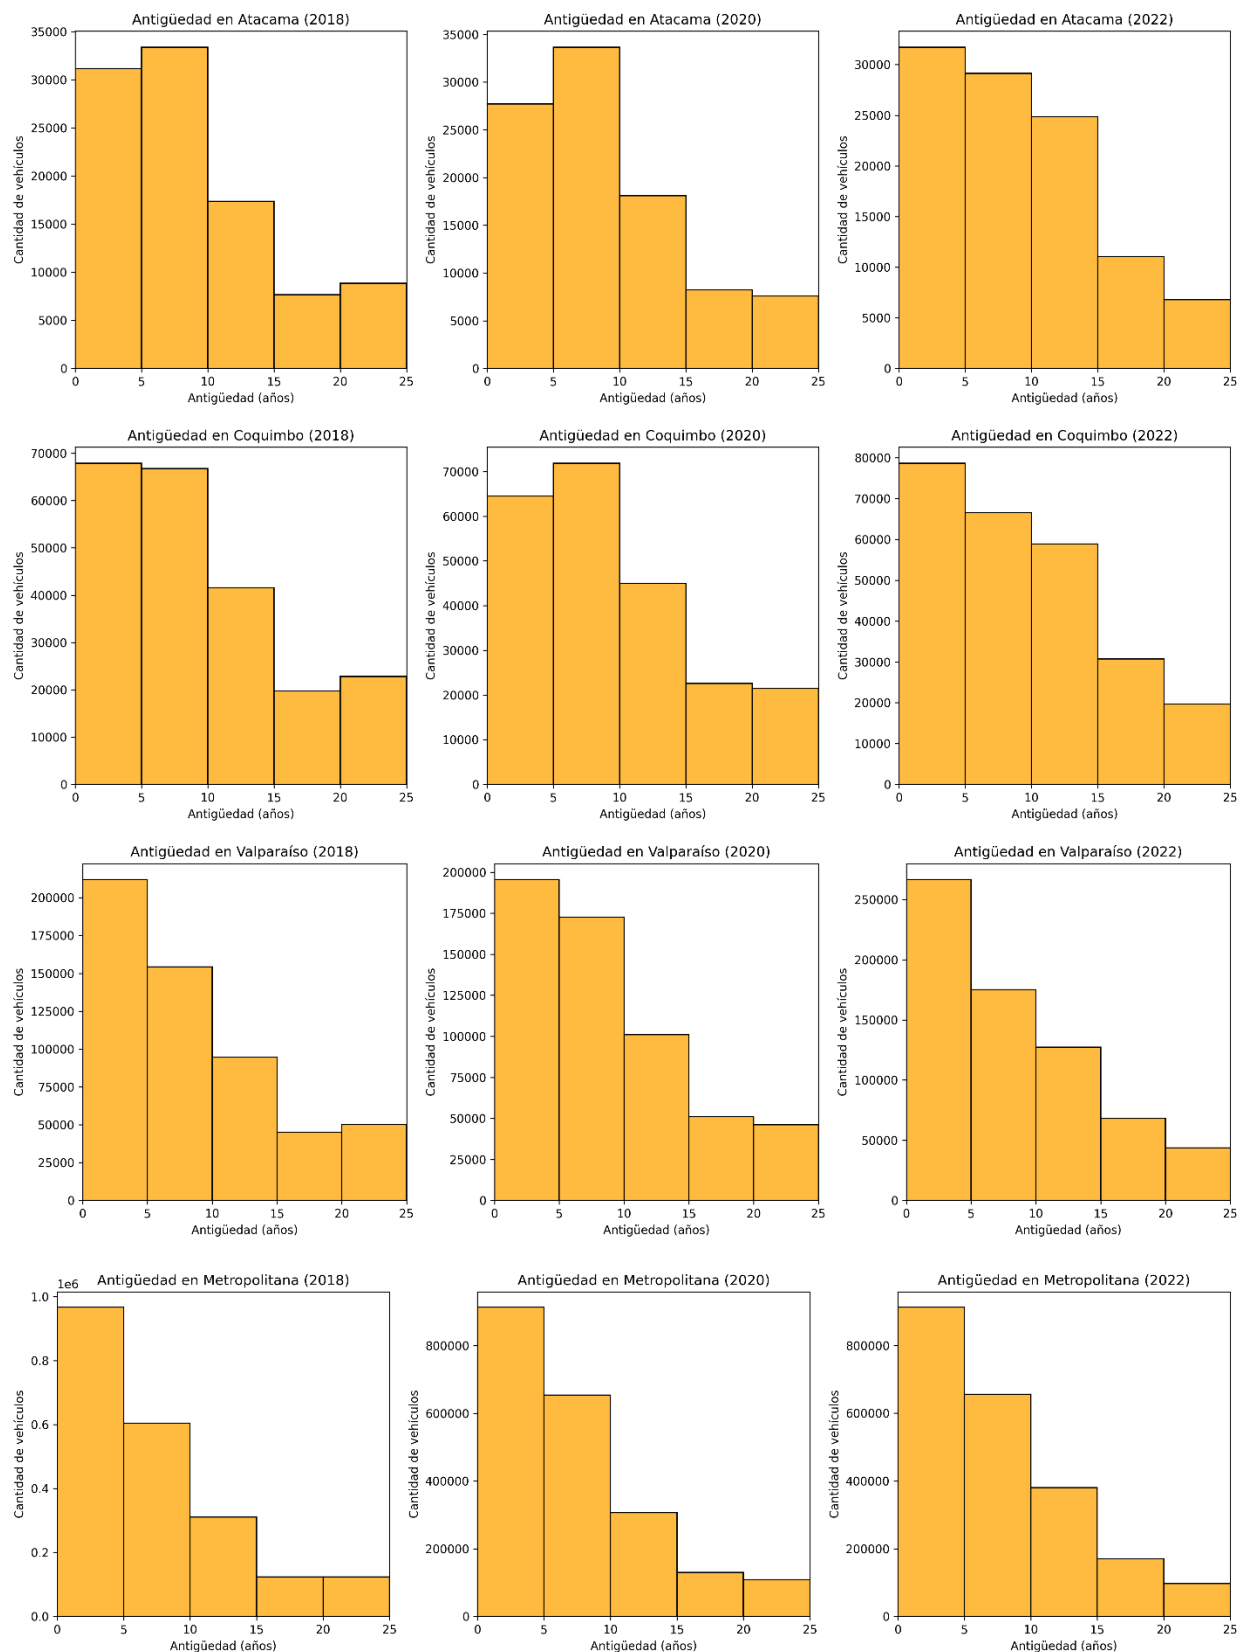 Antigüedad en Atacama (2018)
35000
30000
25000
20000
15000
10000
5000
0
Cantidad de vehículos
0 5 10 15 20 25
Antigüedad (años)
Antigüedad en Atacama (2020)
35000
30000
25000
20000
15000
10000
5000
0
Cantidad de vehículos
0 5 10 15 20 25
Antigüedad (años)
Antigüedad en Atacama (2022)
30000
25000
20000
15000
10000
5000
0
Cantidad de vehículos
0 5 10 15 20 25
Antigüedad (años)
Antigüedad en Coquimbo (2018)
70000
60000
50000
40000
30000
20000
10000
0
Cantidad de vehículos
0 5 10 15 20 25
Antigüedad (años)
Antigüedad en Coquimbo (2020)
70000
60000
50000
40000
30000
20000
10000
0
Cantidad de vehículos
0 5 10 15 20 25
Antigüedad (años)
Antigüedad en Coquimbo (2022)
80000
70000
60000
50000
40000
30000
20000
10000
0
Cantidad de vehículos
0 5 10 15 20 25
Antigüedad (años)
Antigüedad en Valparaíso (2018)
200000
175000
150000
125000
100000
75000
50000
25000
0
Cantidad de vehículos
0 5 10 15 20 25
Antigüedad (años)
Antigüedad en Valparaíso (2020)
200000
175000
150000
125000
100000
75000
50000
25000
0
Cantidad de vehículos
0 5 10 15 20 25
Antigüedad (años)
Antigüedad en Valparaíso (2022)
250000
200000
150000
100000
50000
0
Cantidad de vehículos
0 5 10 15 20 25
Antigüedad (años)
Antigüedad en Metropolitana (2018)
1e6
1.0
0.8
0.6
0.4
0.2
0.0
Cantidad de vehículos
0 5 10 15 20 25
Antigüedad (años)
Antigüedad en Metropolitana (2020)
800000
600000
400000
200000
0
Cantidad de vehículos
0 5 10 15 20 25
Antigüedad (años)
Antigüedad en Metropolitana (2022)
800000
600000
400000
200000
0
Cantidad de vehículos
0 5 10 15 20 25
Antigüedad (años)